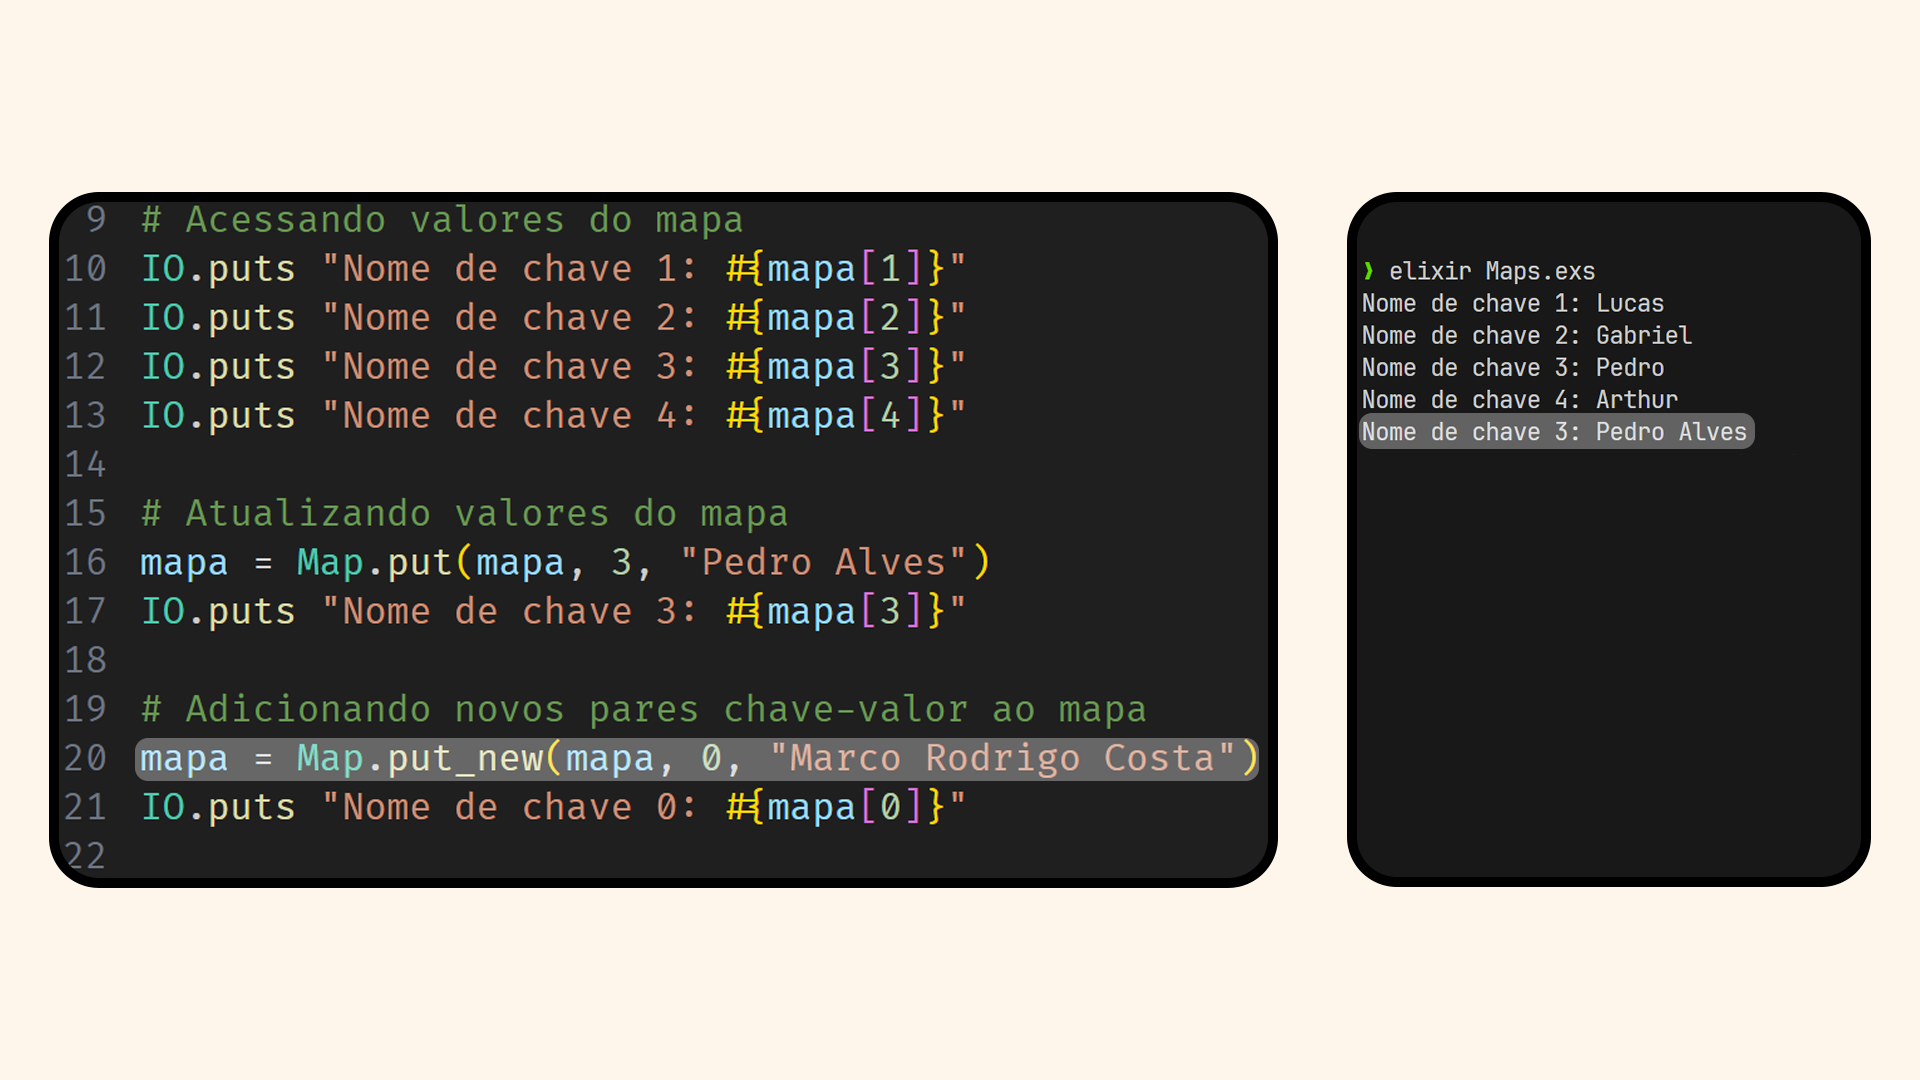 9 # Acessando valores do mapa
10 IO.puts "Nome de chave 1: #{mapa[1]}"
11 IO.puts "Nome de chave 2: #{mapa[2]}"
12 IO.puts "Nome de chave 3: #{mapa[3]}"
13 IO.puts "Nome de chave 4: #{mapa[4]}"
14
15 # Atualizando valores do mapa
16 mapa = Map.put(mapa, 3, "Pedro Alves")
17 IO.puts "Nome de chave 3: #{mapa[3]}"
18
19 # Adicionando novos pares chave-valor ao mapa
20 mapa = Map.put_new(mapa, 0, "Marco Rodrigo Costa")
21 IO.puts "Nome de chave 0: #{mapa[0]}"
22
❯ elixir Maps.exs
Nome de chave 1: Lucas
Nome de chave 2: Gabriel
Nome de chave 3: Pedro
Nome de chave 4: Arthur
Nome de chave 3: Pedro Alves